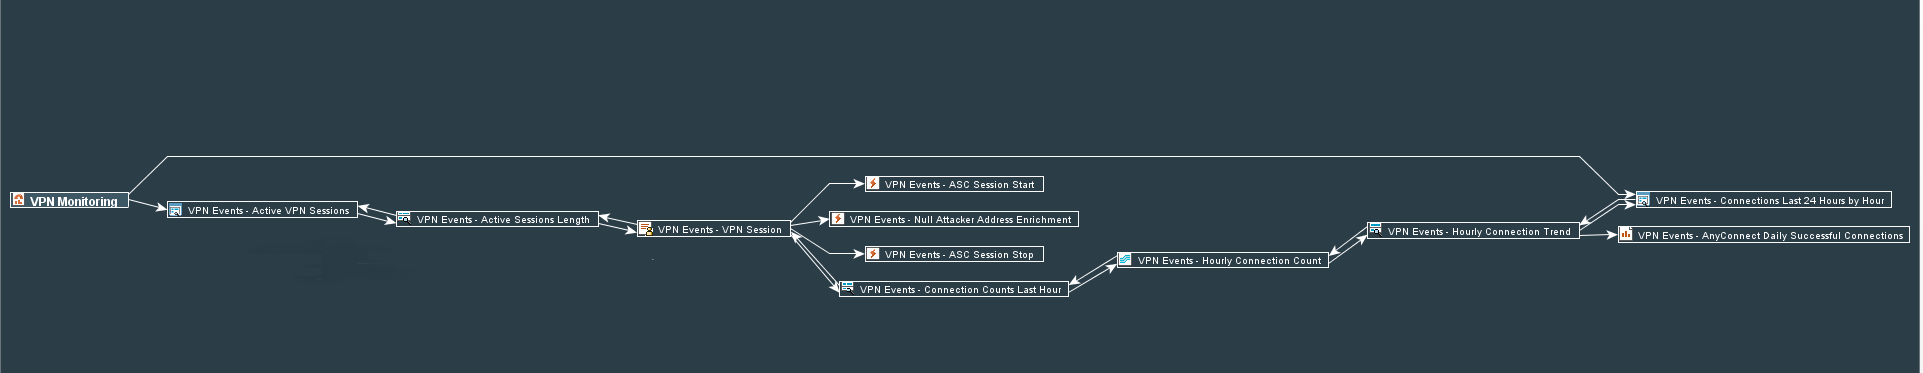 VPN Monitoring
VPN Events - Active VPN Sessions
VPN Events - Active Sessions Length
VPN Events - VPN Session
VPN Events - ASC Session Start
VPN Events - Null Attacker Address Enrichment
VPN Events - ASC Session Stop
VPN Events - Connection Counts Last Hour
VPN Events - Hourly Connection Count
VPN Events - Hourly Connection Trend
VPN Events - Connections Last 24 Hours by Hour
VPN Events - AnyConnect Daily Successful Connections